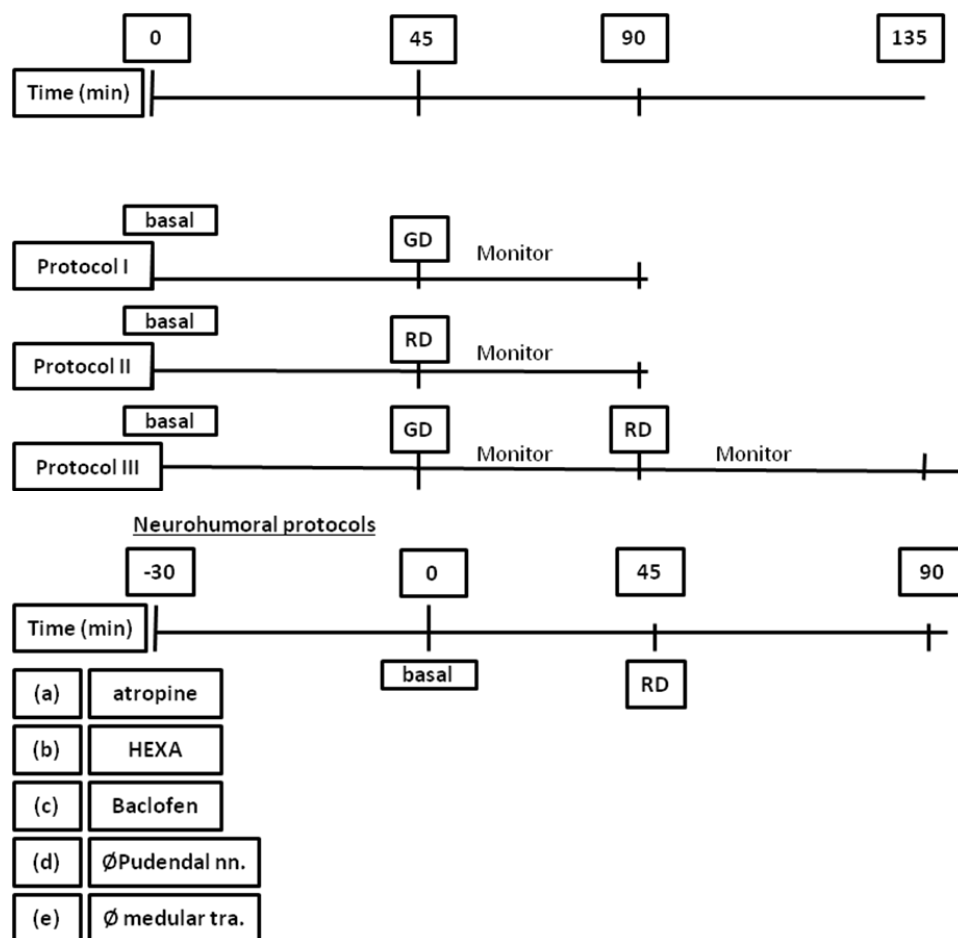 0 45 90 135
Time (min)
basal
GD
Protocol I Monitor
basal
RD
Protocol II Monitor
basal GD RD
Protocol III Monitor Monitor
Neurohumoral protocols
-30 0 45 90
Time (min)
basal RD
(a) atropine
(b) HEXA
(c) Baclofen
(d) ØPudendal nn.
(e) Ø medular tra.